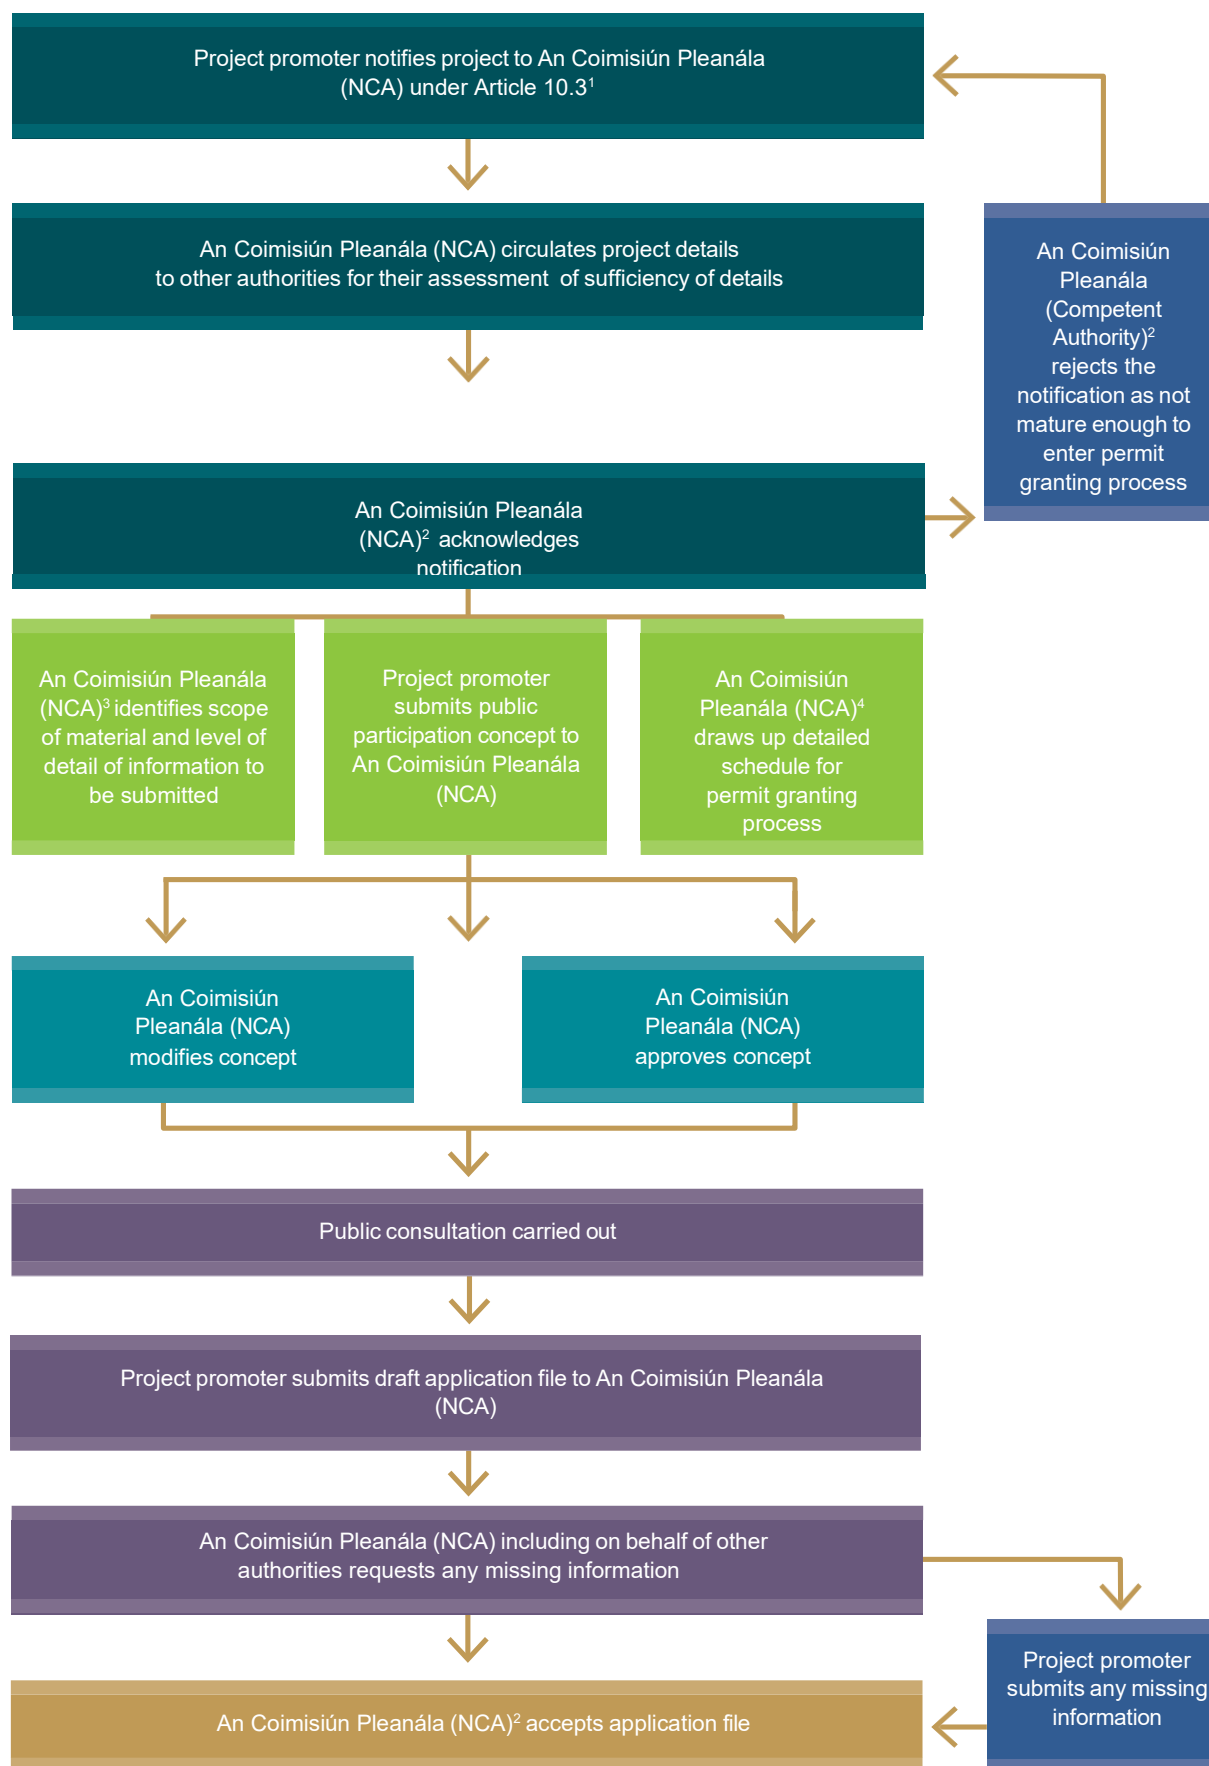 Project promoter notifies project to An Coimisiún Pleanála
(NCA) under Article 10.3¹
An Coimisiún Pleanála (NCA) circulates project details
to other authorities for their assessment of sufficiency of details
An Coimisiún
Pleanála
(Competent
Authority)²
rejects the
notification as not
mature enough to
enter permit
granting process
An Coimisiún Pleanála
(NCA)² acknowledges
notification
An Coimisiún Pleanála
(NCA)³ identifies scope
of material and level of
detail of information to
be submitted
Project promoter
submits public
participation concept to
An Coimisiún Pleanála
(NCA)
An Coimisiún
Pleanála (NCA)⁴
draws up detailed
schedule for
permit granting
process
An Coimisiún
Pleanála (NCA)
modifies concept
An Coimisiún
Pleanála (NCA)
approves concept
Public consultation carried out
Project promoter submits draft application file to An Coimisiún Pleanála
(NCA)
An Coimisiún Pleanála (NCA) including on behalf of other
authorities requests any missing information
Project promoter
submits any missing
information
An Coimisiún Pleanála (NCA)² accepts application file